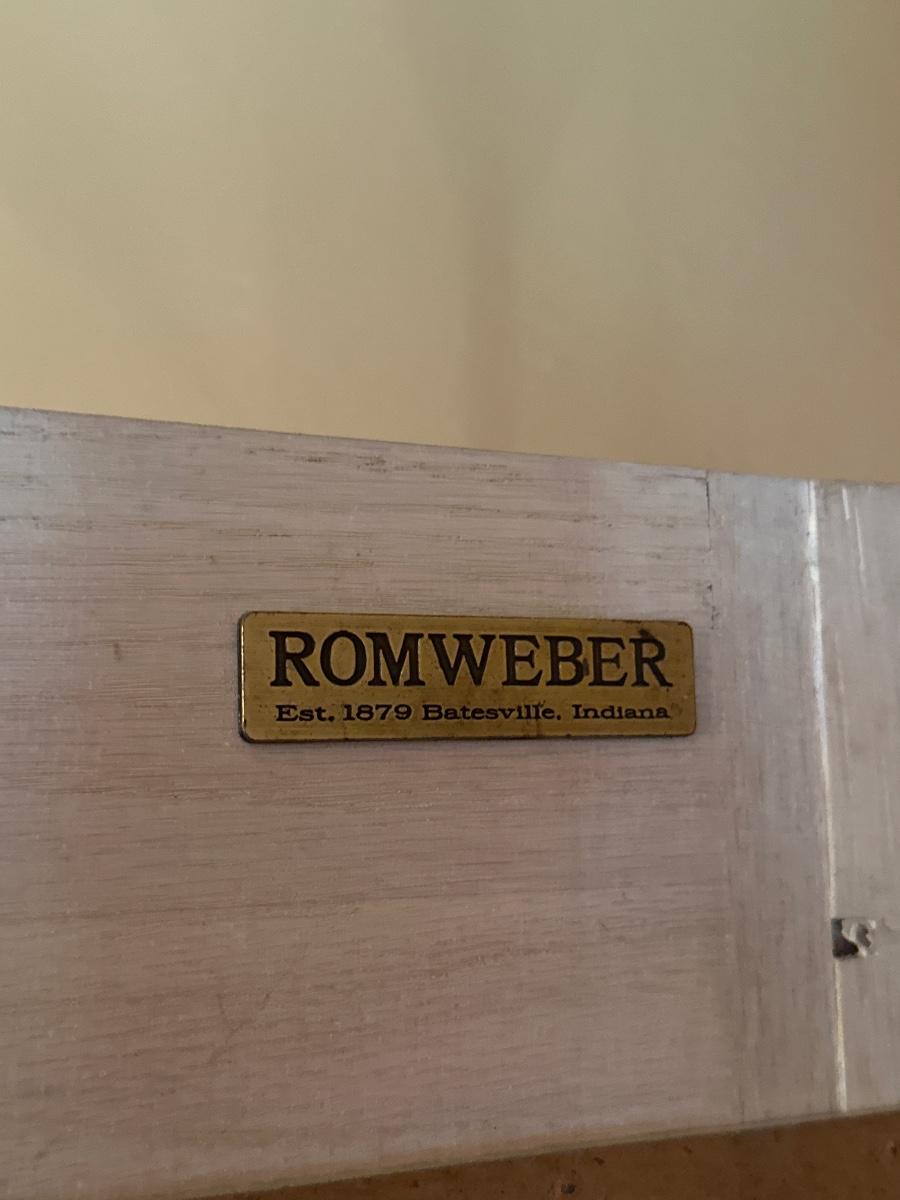 ROMWEBER
Est. 1879 Batesville, Indiana